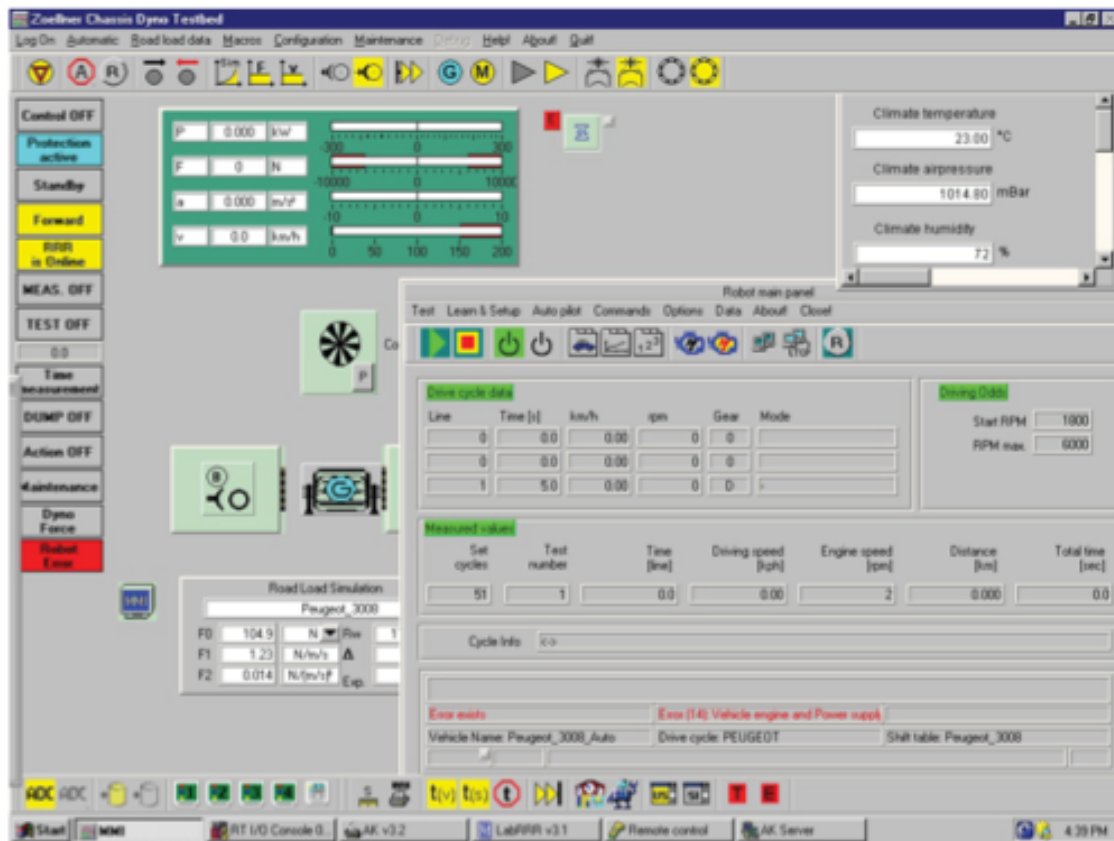 Zoellner Chassis Dyno Testbed
Log On Automatic Road load data Macros Configuration Maintenance Debug Help! About! Quit!
Control OFF
Protection active
Standby
Forward
RRR is Online
MEAS. OFF
TEST OFF
0.0
Time measurement
DUMP OFF
Action OFF
Maintenance
Dyno Force
Robot Error
P 0.000 kW
-300 0 300
F 0 N
-10000 0 10000
a 0.000 m/s²
-10 0 10
v 0.0 km/h
0 50 100 150 200
E
Climate temperature
23.00 °C
Climate airpressure
1014.80 mBar
Climate humidity
72 %
Co
P
Robot main panel
Test Learn & Setup Auto pilot Commands Options Data About! Close!
Drive cycle data
Line Time [s] km/h rpm Gear Mode
0 0.0 0.00 0 0
0 0.0 0.00 0 0
1 5.0 0.00 0 D -
Driving Odds
Start RPM 1800
RPM max. 6000
Measured values
Set cycles Test number Time [line] Driving speed [kph] Engine speed [rpm] Distance [km] Total time [sec]
51 1 0.0 0.00 2 0.000 0.0
Cycle Info <->
Error exists Error (14): Vehicle engine and Power supply
Vehicle Name: Peugeot_3008_Auto Drive cycle: PEUGEOT Shift table: Peugeot_3008
G
MMI
Road Load Simulation
Peugeot_3008
F0 104.9 N Rw 1
F1 1.23 N/m/s Δ
F2 0.014 N/(m/s)² Exp.
ADC ADC t(v) t(s) t T E
Start MMI RT I/O Console 0... AK v3.2 LabRRR v3.1 Remote control AK Server 4:39 PM